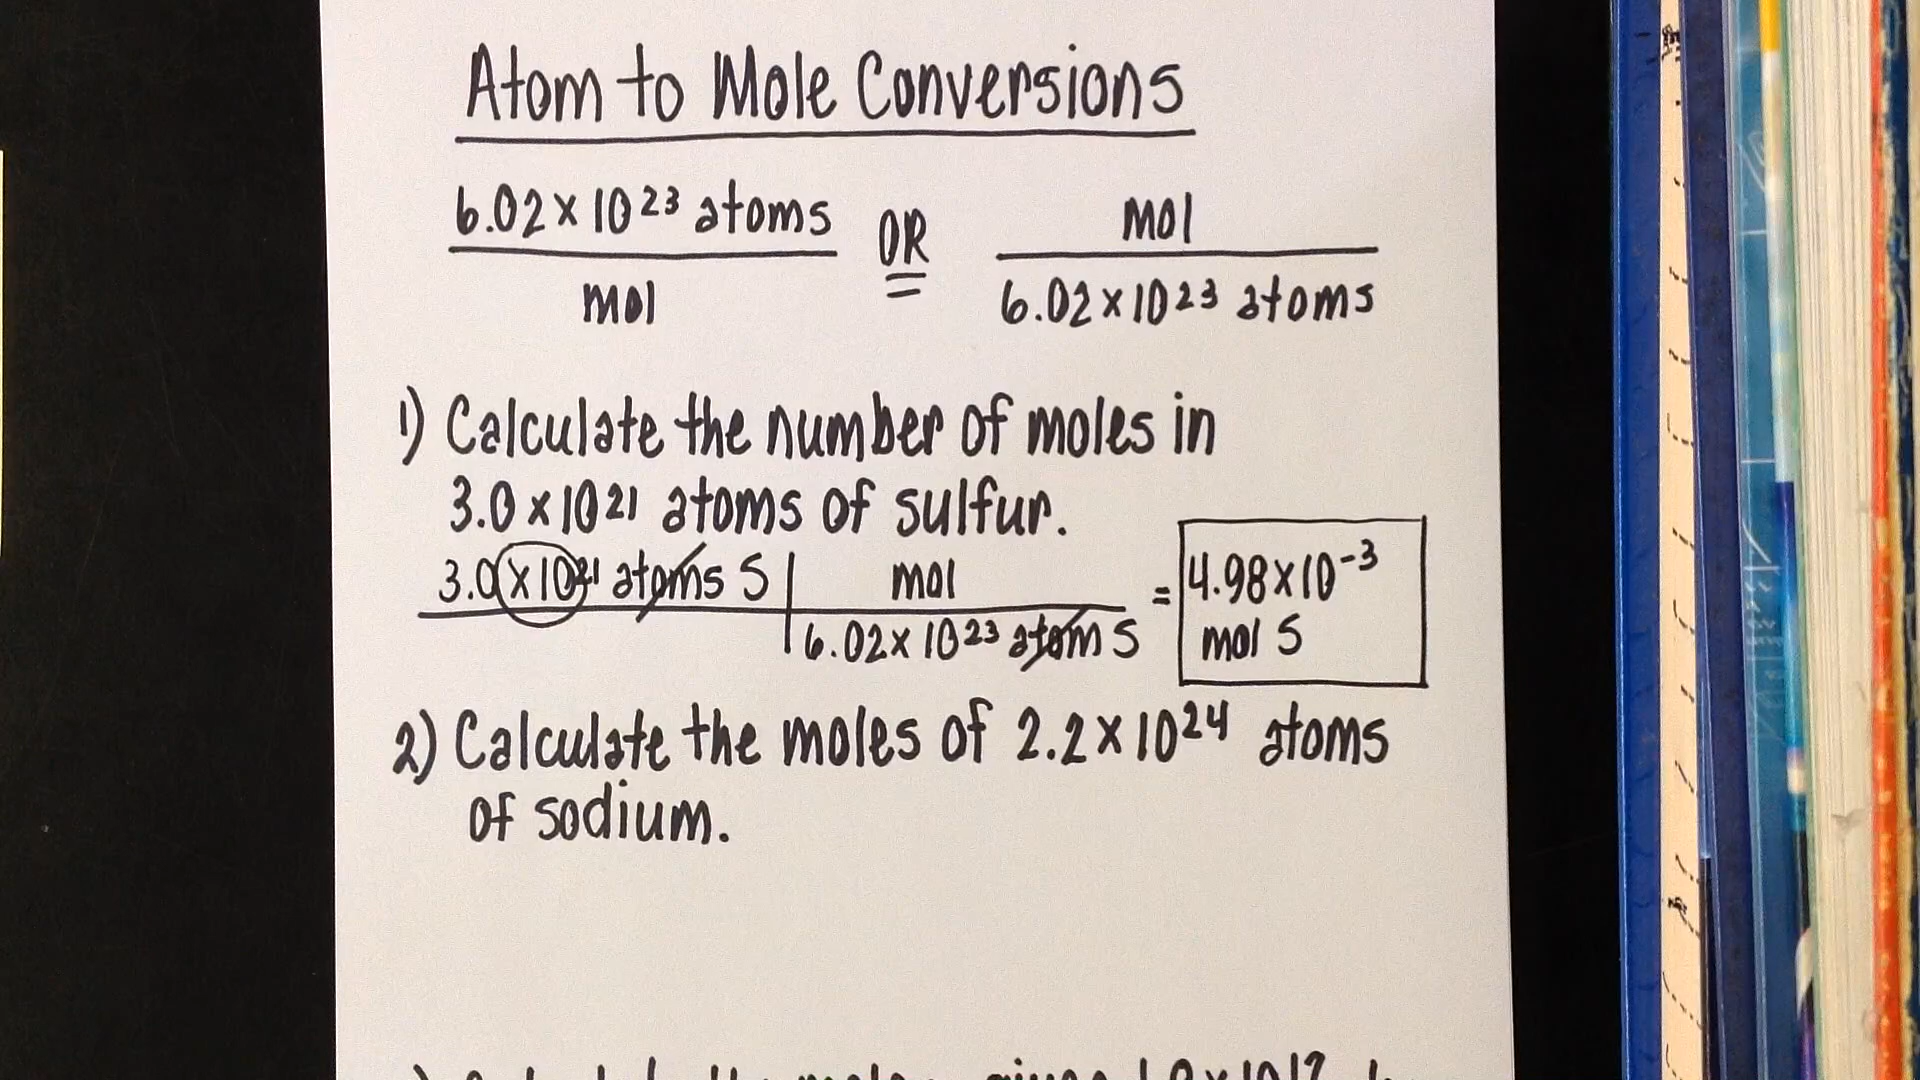 Atom to Mole Conversions
6.02 x 10²³ atoms
mol
OR
mol
6.02 x 10²³ atoms
1) Calculate the number of moles in
3.0 x 10²¹ atoms of sulfur.
3.0 x 10²¹ atoms S | mol
6.02 x 10²³ atom S
= 4.98 x 10⁻³
mol S
2) Calculate the moles of 2.2 x 10²⁴ atoms
of sodium.